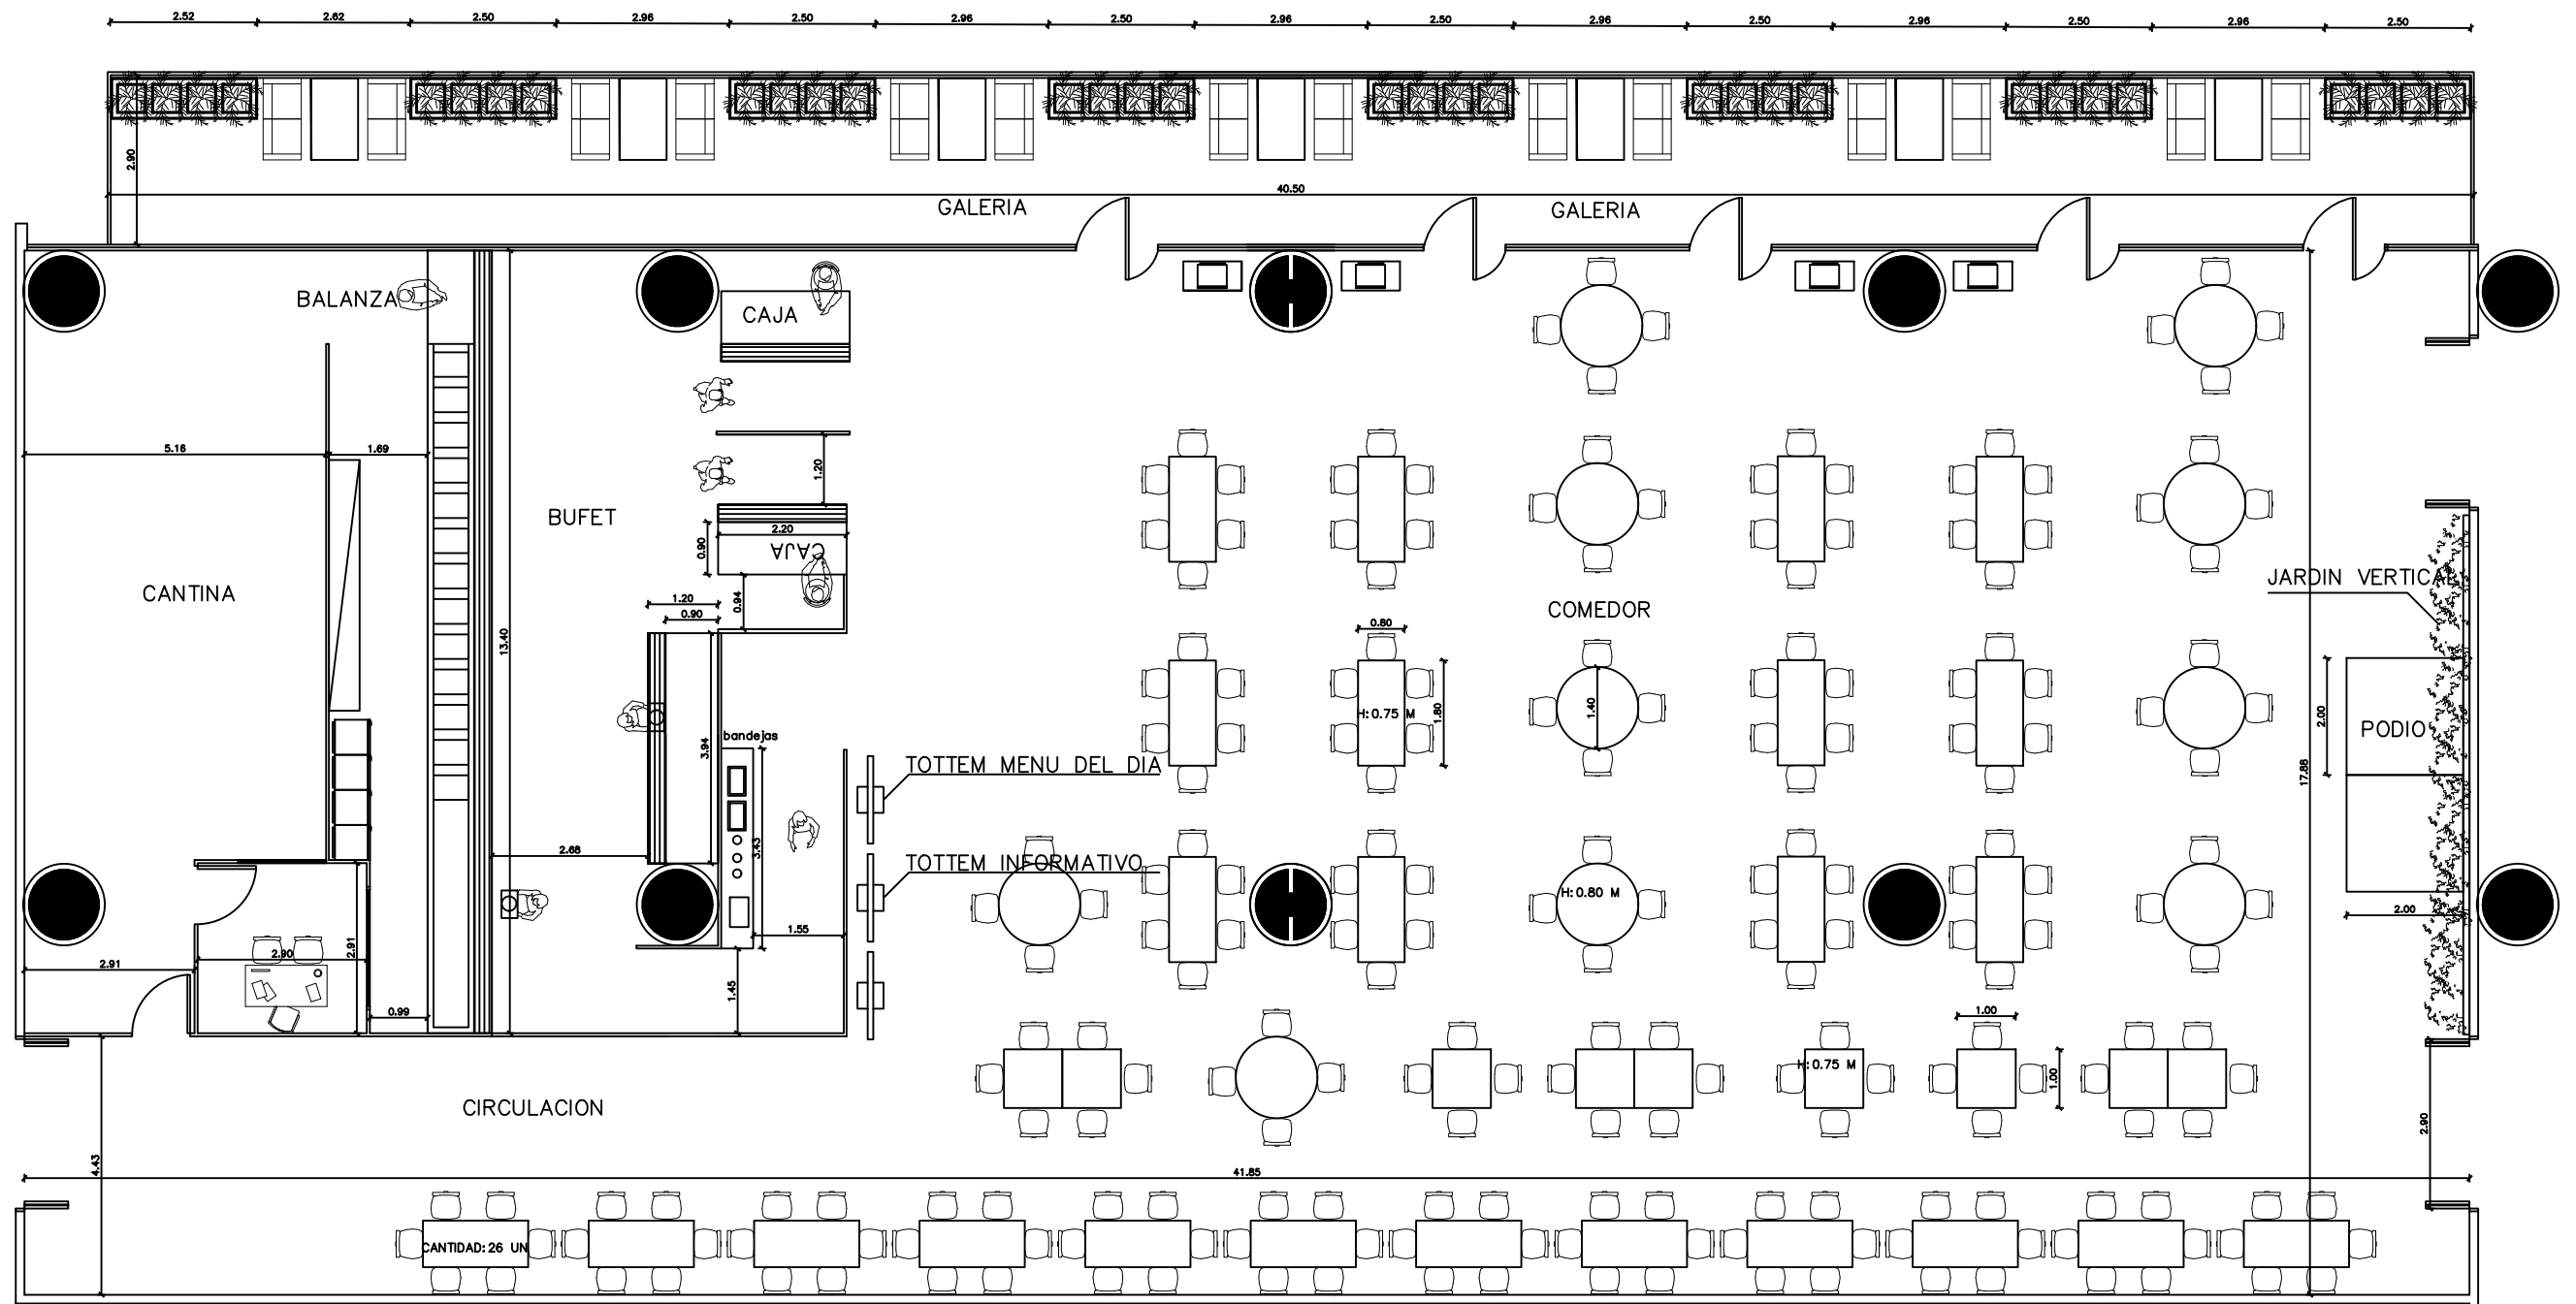 2.52 2.62 2.50 2.96 2.50 2.96 2.50 2.96 2.50 2.96 2.50 2.96 2.50 2.96 2.50
2.90
40.50
GALERIA
GALERIA
BALANZA
CAJA
5.16
1.69
1.20
BUFET
2.20
0.90
CAJA
CANTINA
1.20
0.94
0.90
13.40
JARDIN VERTICAL
COMEDOR
0.80
H:0.75 M
1.80
1.40
2.00
PODIO
bandejas
3.94
TOTTEM MENU DEL DIA
17.88
3.43
2.68
TOTTEM INFORMATIVO
H:0.80 M
2.00
1.55
2.90
2.91
2.91
1.45
0.99
1.00
H:0.75 M
1.00
CIRCULACION
2.90
4.43
41.85
CANTIDAD:26 UN